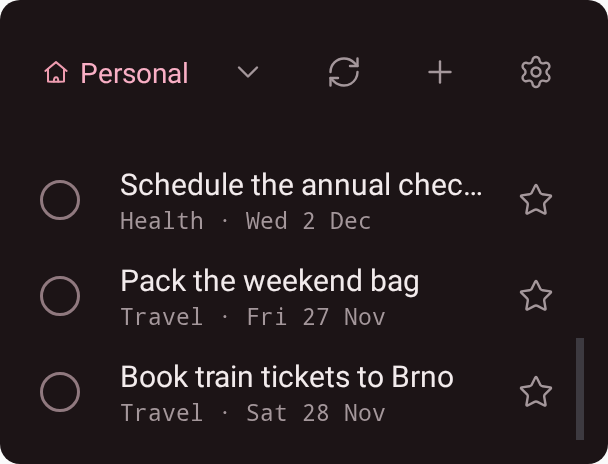 Personal
Schedule the annual chec…
Health · Wed 2 Dec
Pack the weekend bag
Travel · Fri 27 Nov
Book train tickets to Brno
Travel · Sat 28 Nov